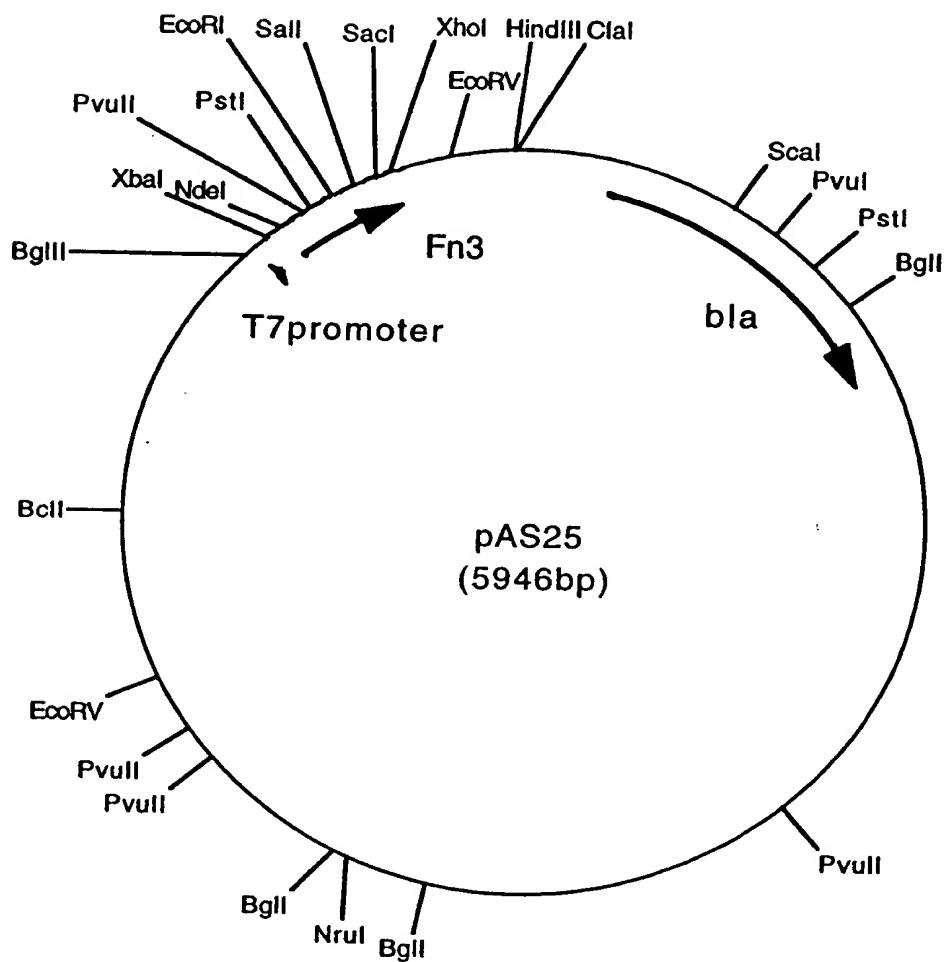 EcoRI
SalI
SacI
XhoI
HindIII
ClaI
EcoRV
PvuII
PstI
XbaI
NdeI
BglII
ScaI
PvuI
PstI
BglI
Fn3
T7promoter
bla
BclI
pAS25
(5946bp)
EcoRV
PvuII
PvuII
BglI
NruI
BglI
PvuII